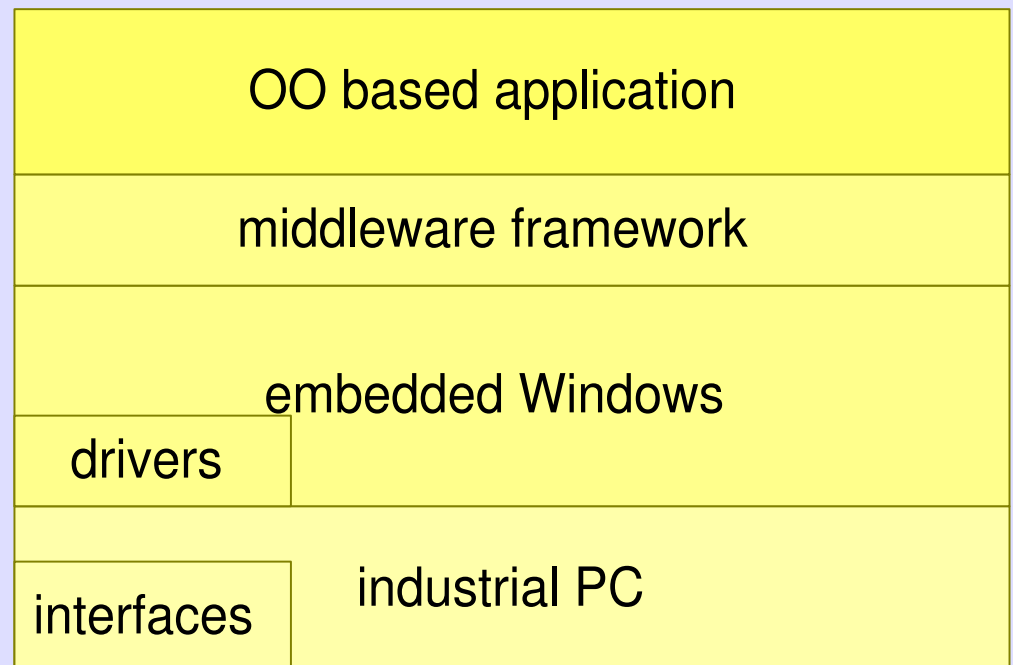 OO based application
middleware framework
embedded Windows
drivers
industrial PC
interfaces